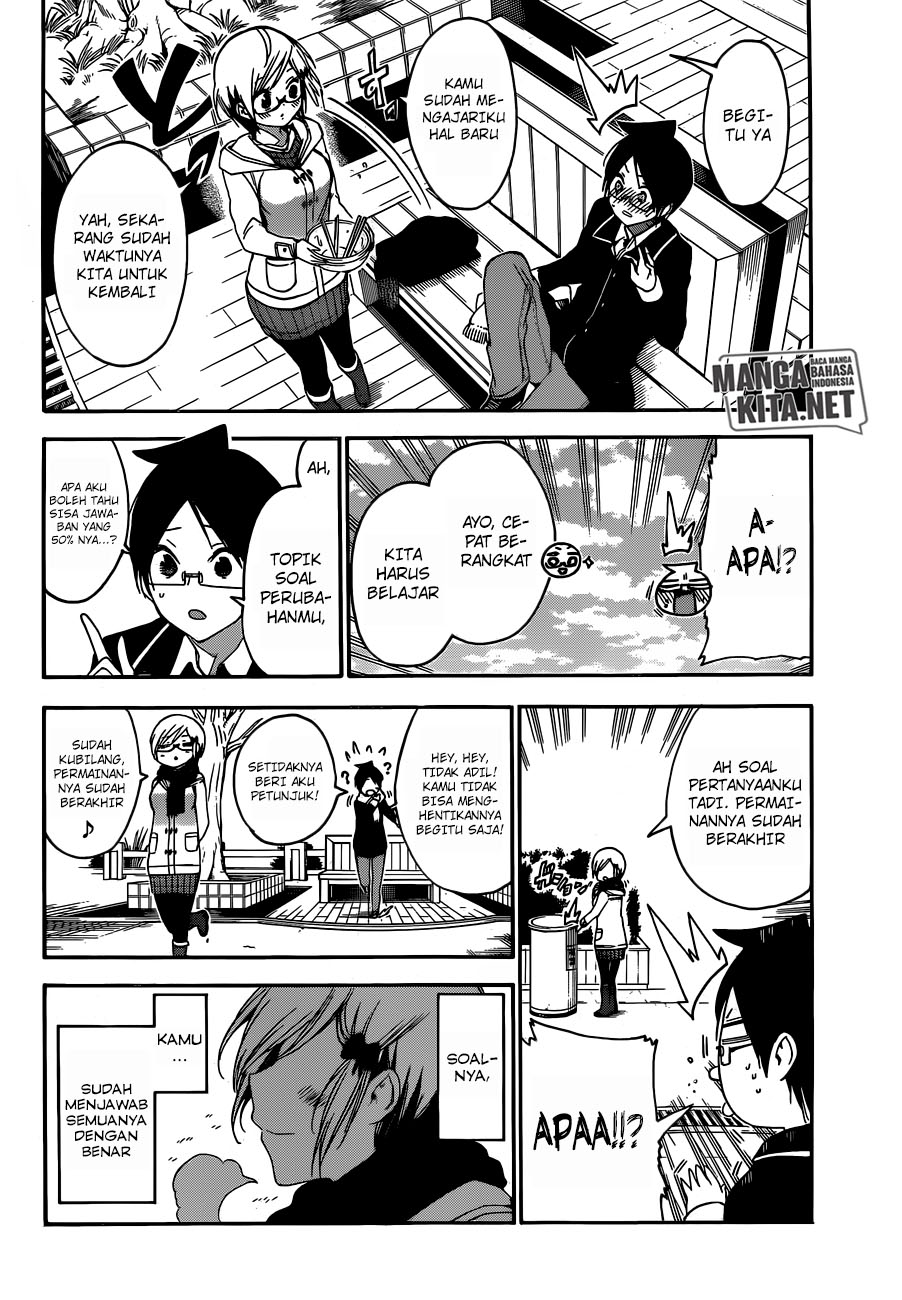 BEGI-
TU YA
KAMU
SUDAH ME-
NGAJARIKU
HAL BARU
YAH, SEKA-
RANG SUDAH
WAKTUNYA
KITA UNTUK
KEMBALI
MANGA
KITA.NET
BACA MANGA
BAHASA
INDONESIA
A-
APA!?
AYO, CE-
PAT BE-
RANGKAT
KITA
HARUS
BELAJAR
AH,
TOPIK
SOAL
PERUBA-
HANMU,
APA AKU
BOLEH TAHU
SISA JAWA-
BAN YANG
50% NYA...?
AH SOAL
PERTANYAANKU
TADI. PERMAI-
NANNYA SUDAH
BERAKHIR
APAA!!?
HEY, HEY,
TIDAK ADIL!
KAMU TIDAK
BISA MENG-
HENTIKANNYA
BEGITU SAJA!
SETIDAKNYA
BERI AKU
PETUNJUK!
SUDAH
KUBILANG,
PERMAINAN-
NYA SUDAH
BERAKHIR
♪
SOAL-
NYA,
KAMU
...
SUDAH
MENJAWAB
SEMUANYA
DENGAN
BENAR